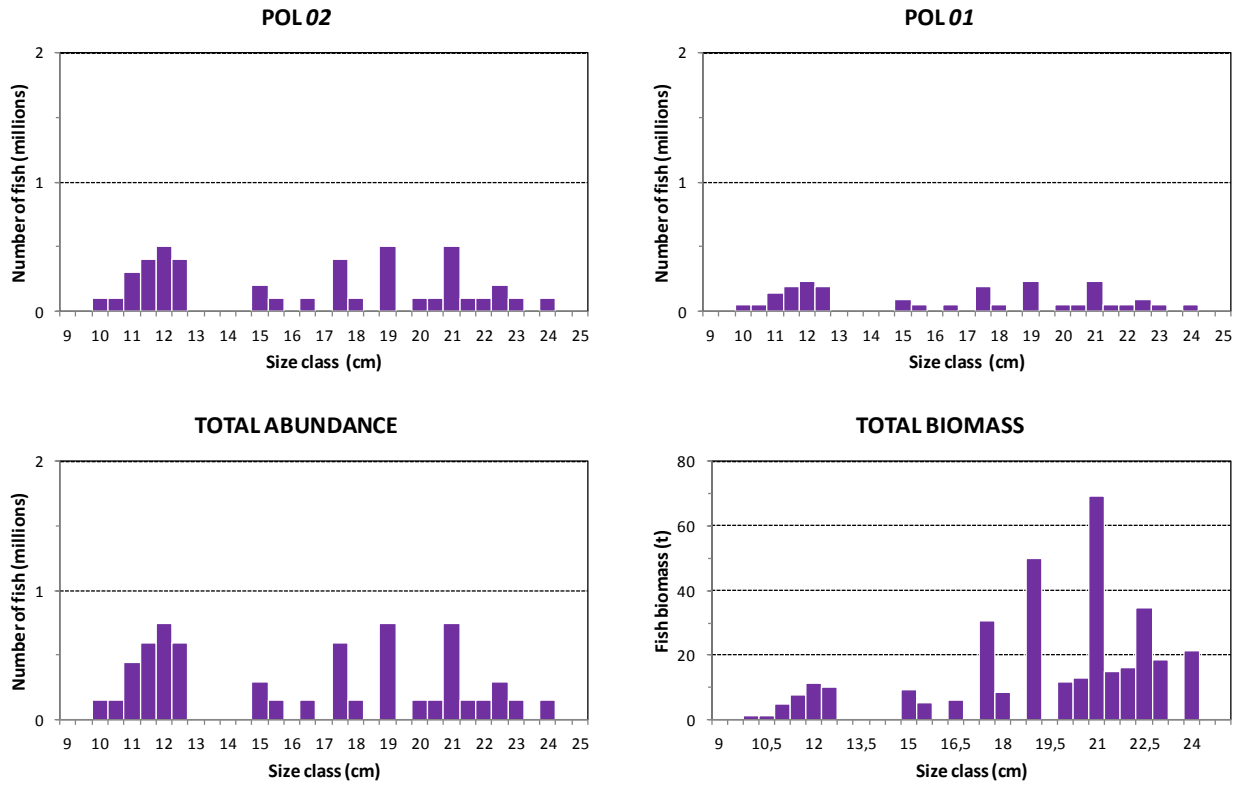 POL 02
Number of fish (millions)
2
1
0
9 10 11 12 13 14 15 16 17 18 19 20 21 22 23 24 25
Size class (cm)
POL 01
Number of fish (millions)
2
1
0
9 10 11 12 13 14 15 16 17 18 19 20 21 22 23 24 25
Size class (cm)
TOTAL ABUNDANCE
Number of fish (millions)
2
1
0
9 10 11 12 13 14 15 16 17 18 19 20 21 22 23 24 25
Size class (cm)
TOTAL BIOMASS
Fish biomass (t)
80
60
40
20
0
9 10,5 12 13,5 15 16,5 18 19,5 21 22,5 24
Size class (cm)